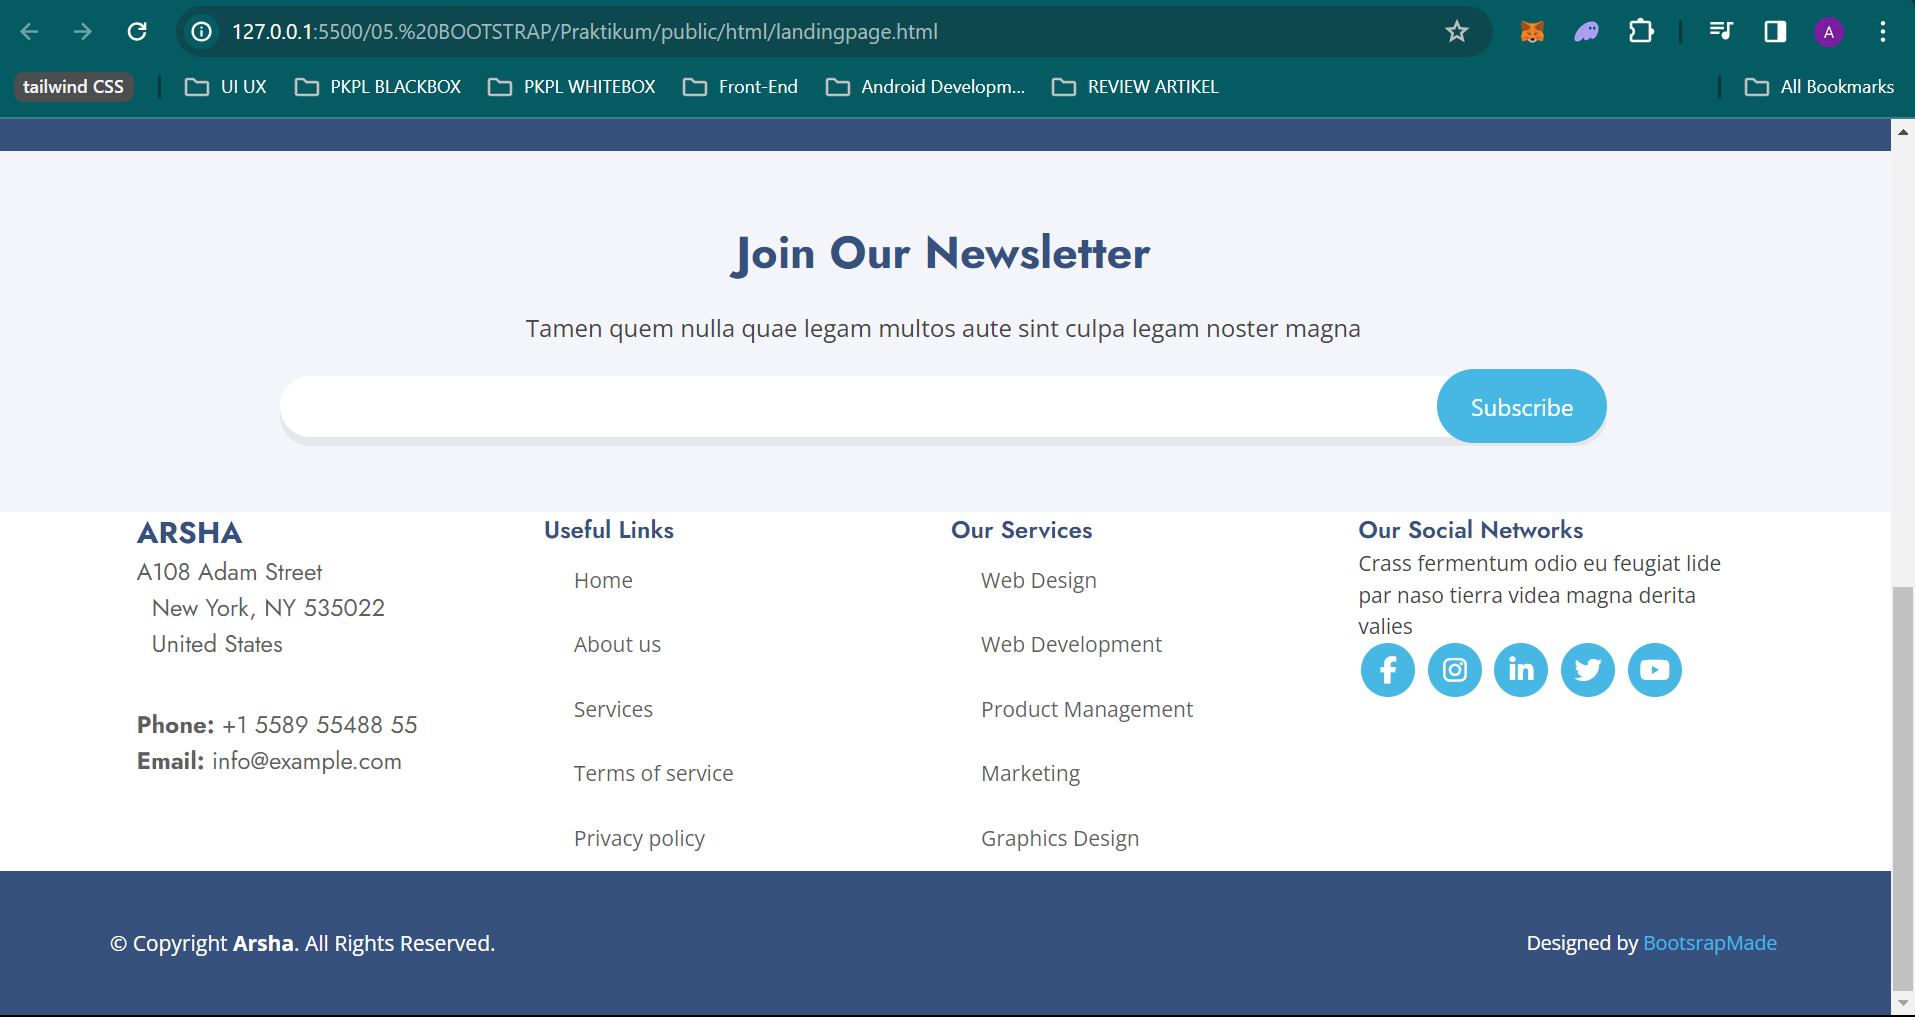 127.0.0.1:5500/05.%20BOOTSTRAP/Praktikum/public/html/landingpage.html
A
tailwind CSS
UI UX
PKPL BLACKBOX
PKPL WHITEBOX
Front-End
Android Developm...
REVIEW ARTIKEL
All Bookmarks
Join Our Newsletter
Tamen quem nulla quae legam multos aute sint culpa legam noster magna
Subscribe
ARSHA
A108 Adam Street
New York, NY 535022
United States
Phone: +1 5589 55488 55
Email: info@example.com
Useful Links
Home
About us
Services
Terms of service
Privacy policy
Our Services
Web Design
Web Development
Product Management
Marketing
Graphics Design
Our Social Networks
Crass fermentum odio eu feugiat lide
par naso tierra videa magna derita
valies
© Copyright Arsha. All Rights Reserved.
Designed by BootsrapMade